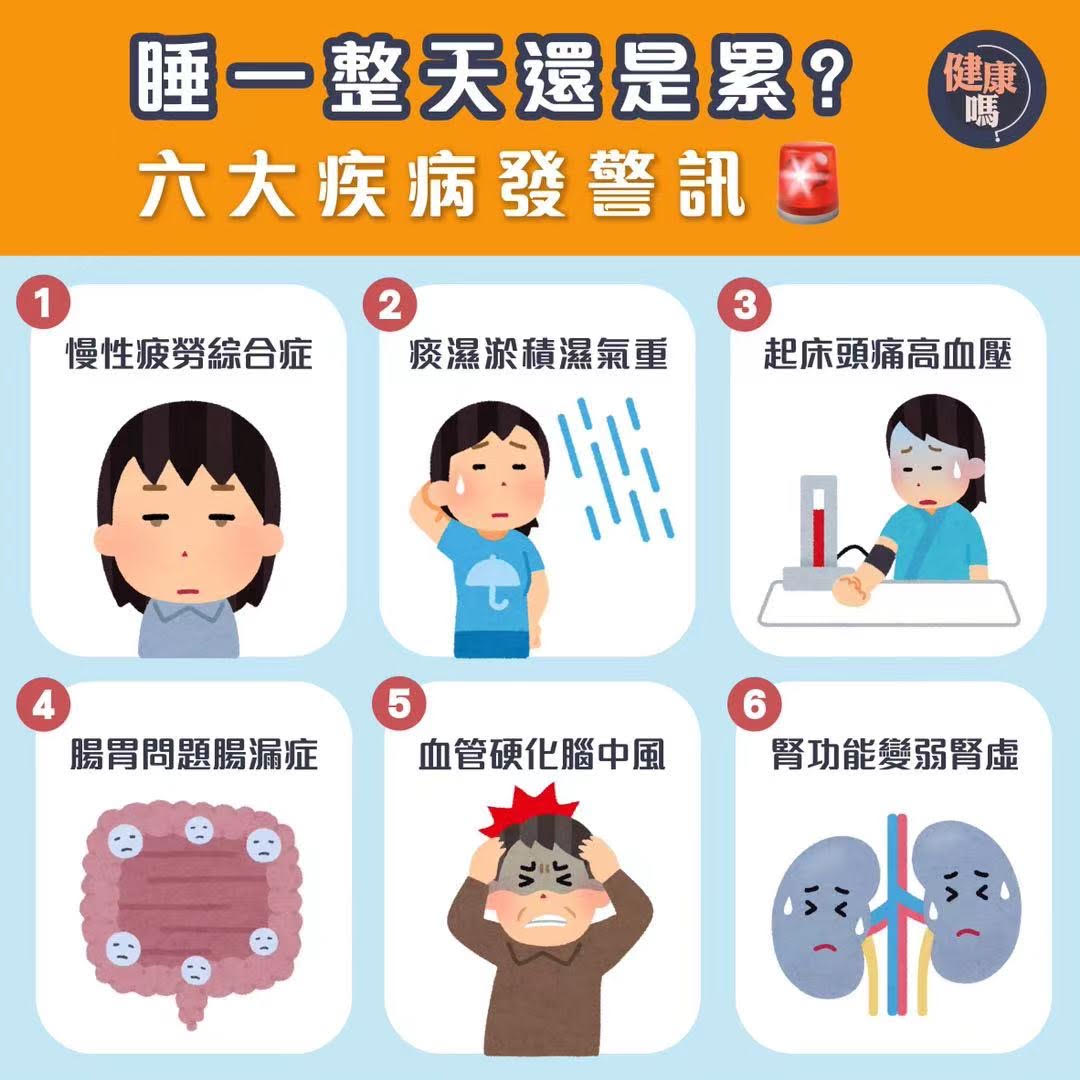 睡一整天還是累?
六大疾病發警訊
健康
嗎?
1
慢性疲勞綜合症
2
痰濕淤積濕氣重
3
起床頭痛高血壓
4
腸胃問題腸漏症
5
血管硬化腦中風
6
腎功能變弱腎虛